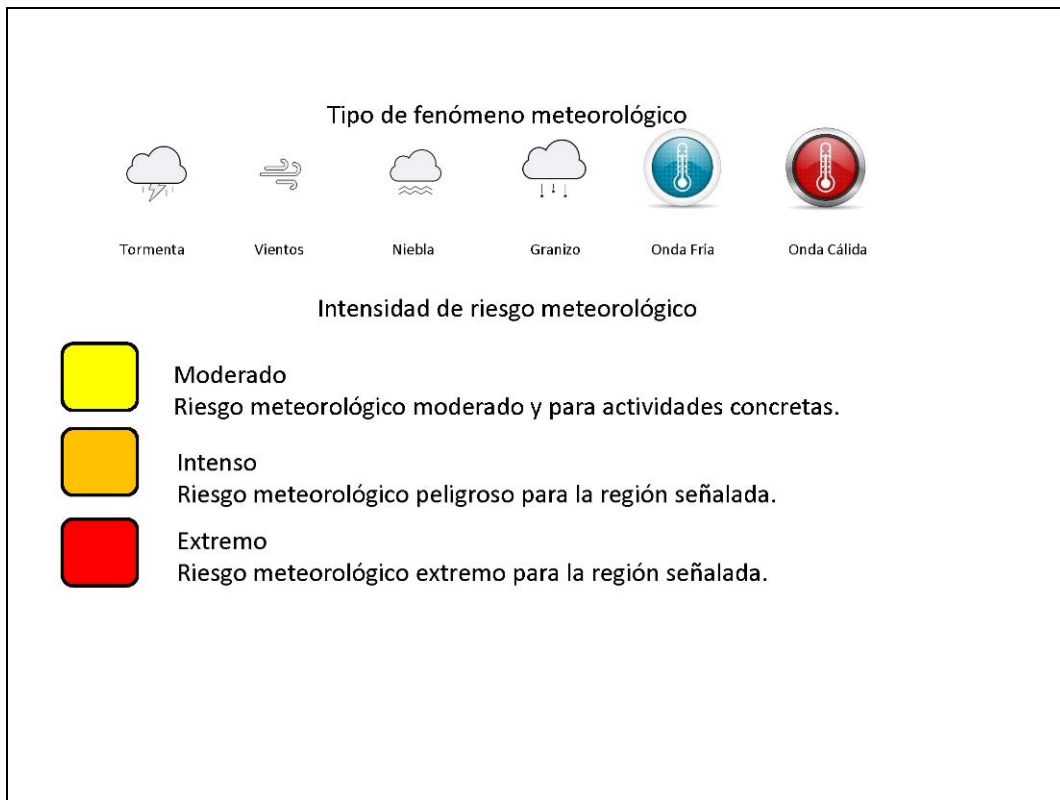 Tipo de fenómeno meteorológico
Tormenta Vientos Niebla Granizo Onda Fría Onda Cálida
Intensidad de riesgo meteorológico
Moderado
Riesgo meteorológico moderado y para actividades concretas.
Intenso
Riesgo meteorológico peligroso para la región señalada.
Extremo
Riesgo meteorológico extremo para la región señalada.